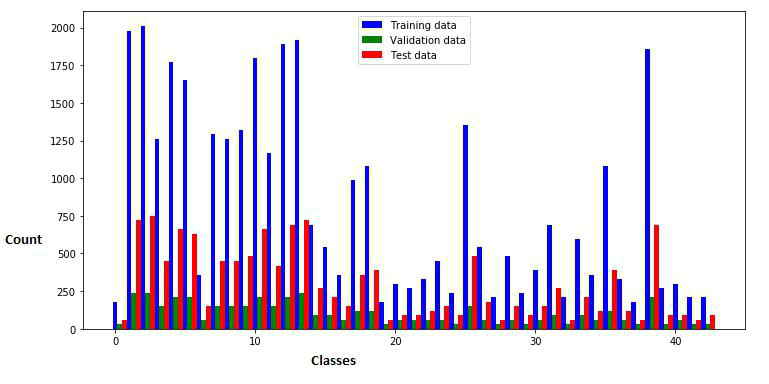 2000
1750
1500
1250
1000
750
500
250
0
Count
Training data
Validation data
Test data
0 10 20 30 40
Classes